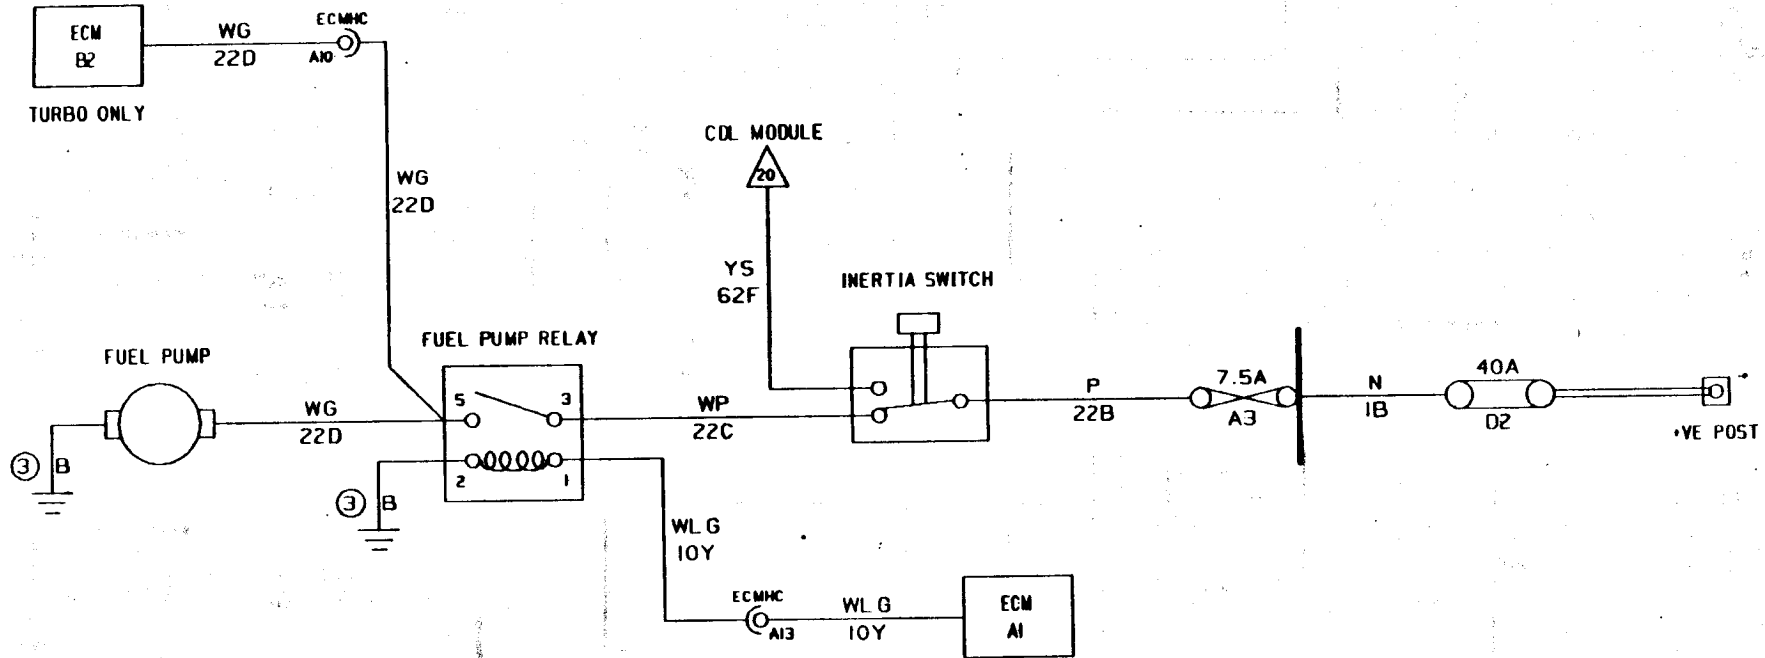 ECM
B2
TURBO ONLY
WG
22D
ECMHC
A10
WG
22D
CDL MODULE
20
YS
62F
INERTIA SWITCH
FUEL PUMP
FUEL PUMP RELAY
WG
22D
5
3
2
1
3
B
3
B
WP
22C
P
22B
7.5A
A3
N
1B
40A
D2
+VE POST
WLG
10Y
ECMHC
A13
WLG
10Y
ECM
A1